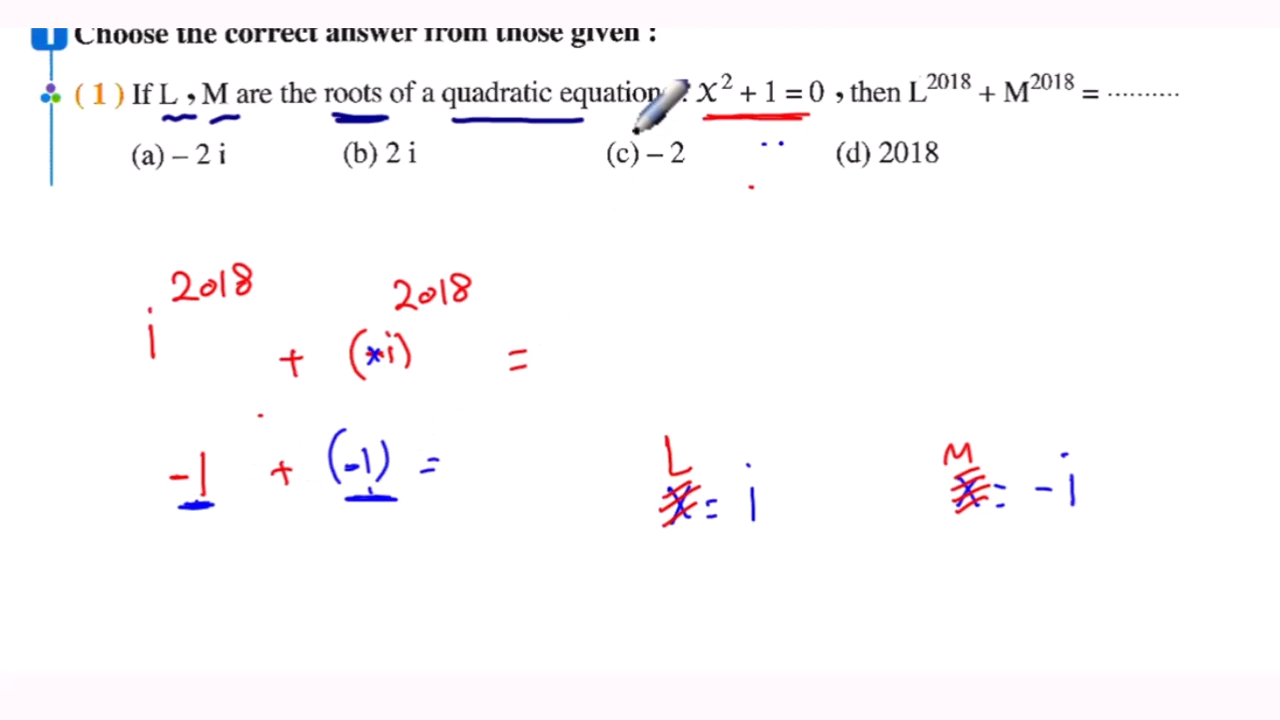 1 Choose the correct answer from those given :
(1) If L , M are the roots of a quadratic equation : x² + 1 = 0 , then L²⁰¹⁸ + M²⁰¹⁸ = ··········
(a) – 2 i (b) 2 i (c) – 2 (d) 2018
i²⁰¹⁸ + (-i)²⁰¹⁸ =
-1 + (-1) =
L M
x = i x = -i